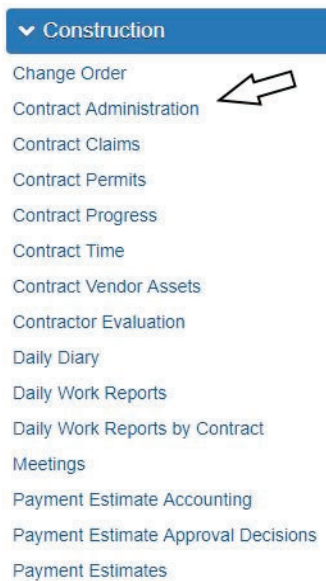 Construction
Change Order
Contract Administration
Contract Claims
Contract Permits
Contract Progress
Contract Time
Contract Vendor Assets
Contractor Evaluation
Daily Diary
Daily Work Reports
Daily Work Reports by Contract
Meetings
Payment Estimate Accounting
Payment Estimate Approval Decisions
Payment Estimates